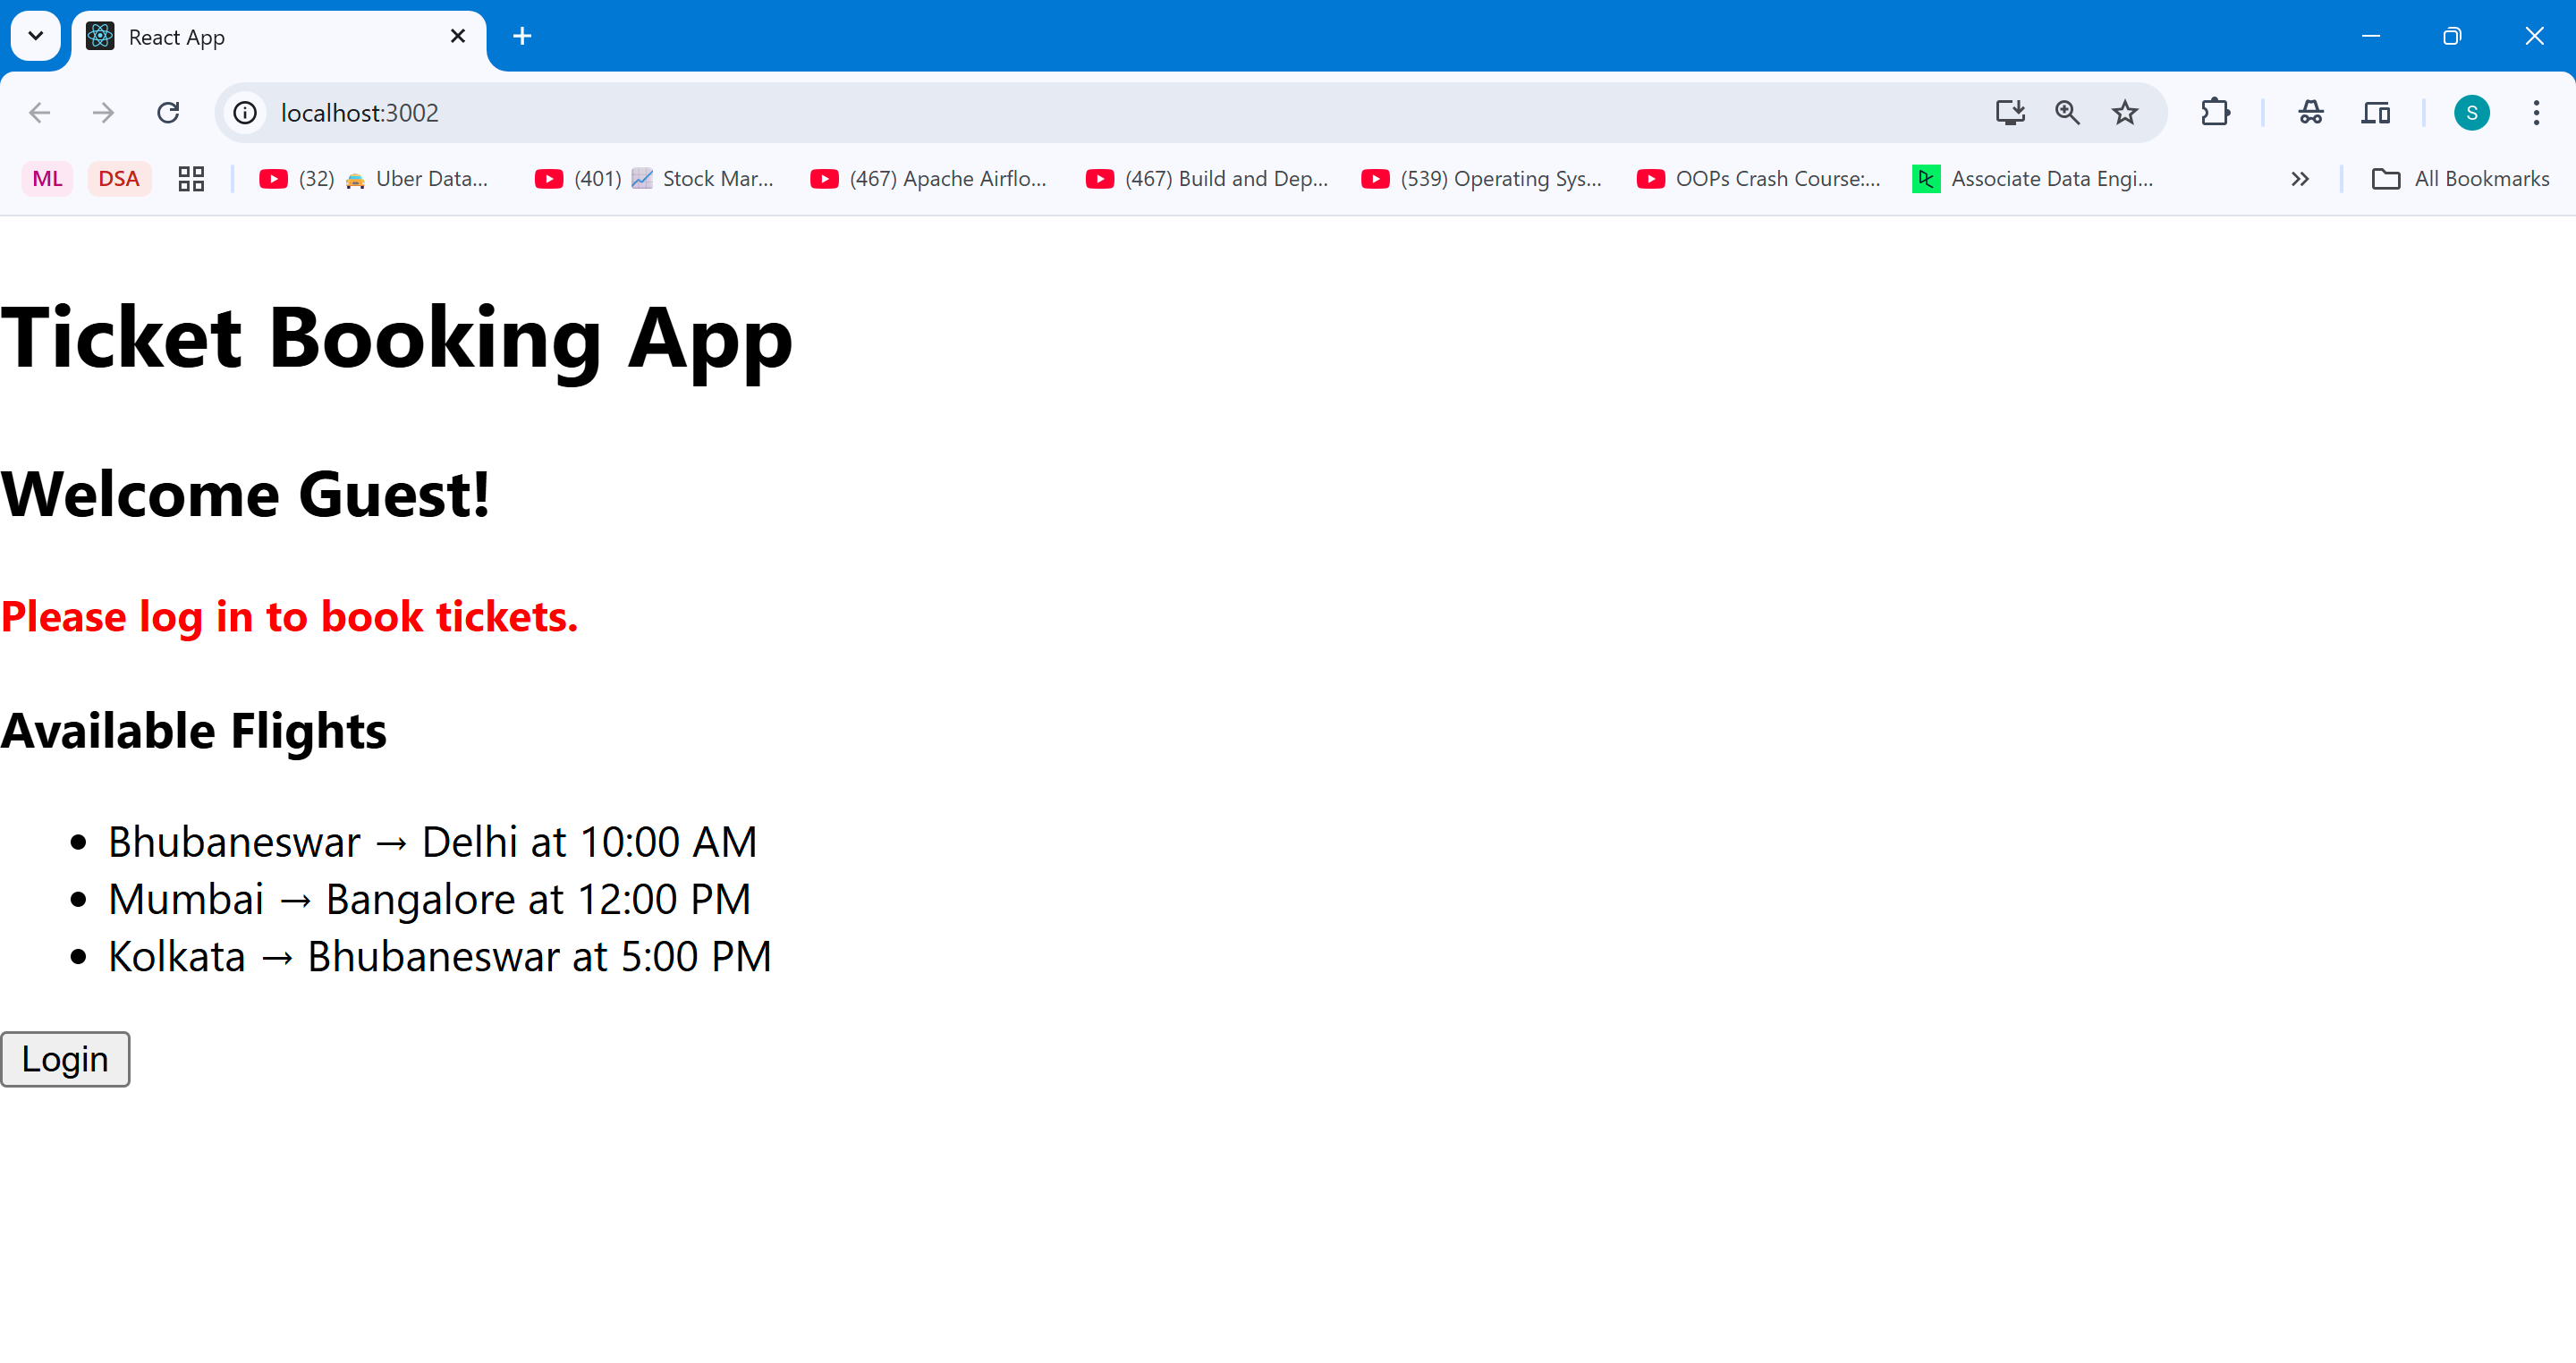 React App
localhost:3002
ML DSA (32) 🚖 Uber Data... (401) 📈 Stock Mar... (467) Apache Airflo... (467) Build and Dep... (539) Operating Sys... OOPs Crash Course:... Associate Data Engi... All Bookmarks
Ticket Booking App
Welcome Guest!
Please log in to book tickets.
Available Flights
• Bhubaneswar → Delhi at 10:00 AM
• Mumbai → Bangalore at 12:00 PM
• Kolkata → Bhubaneswar at 5:00 PM
Login